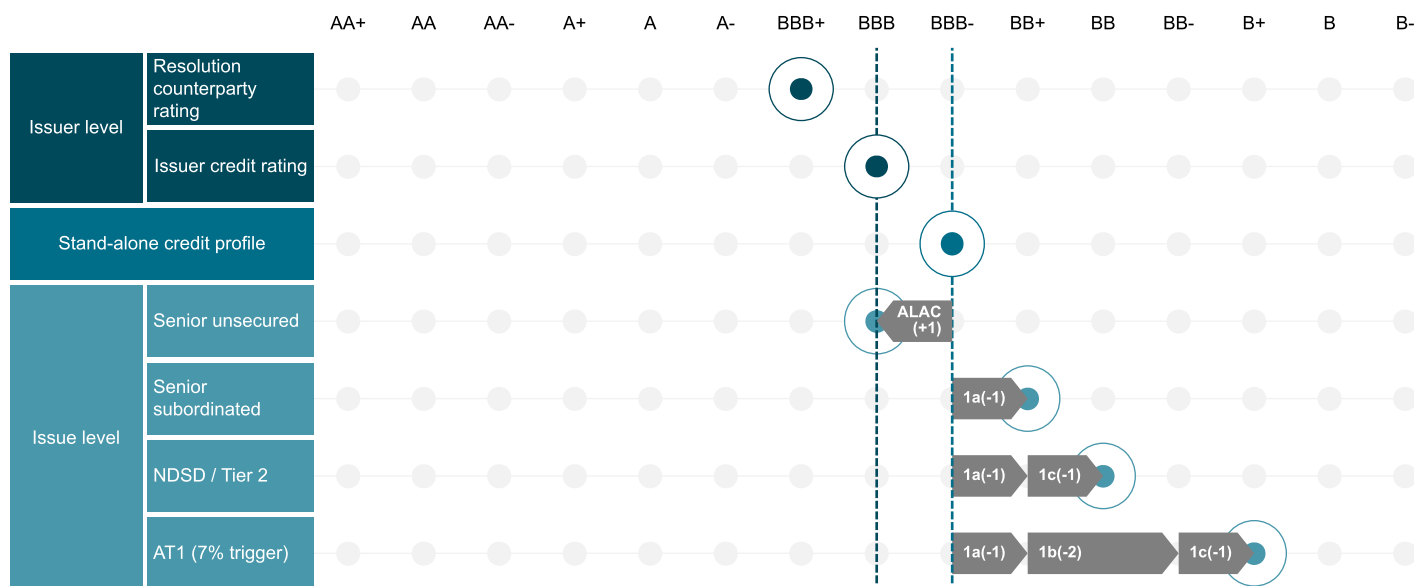 AA+ AA AA- A+ A A- BBB+ BBB BBB- BB+ BB BB- B+ B B-
Issuer level
Resolution
counterparty
rating
Issuer credit rating
Stand-alone credit profile
Issue level
Senior unsecured
ALAC
(+1)
Senior
subordinated
1a(-1)
NDSD / Tier 2
1a(-1) 1c(-1)
AT1 (7% trigger)
1a(-1) 1b(-2) 1c(-1)